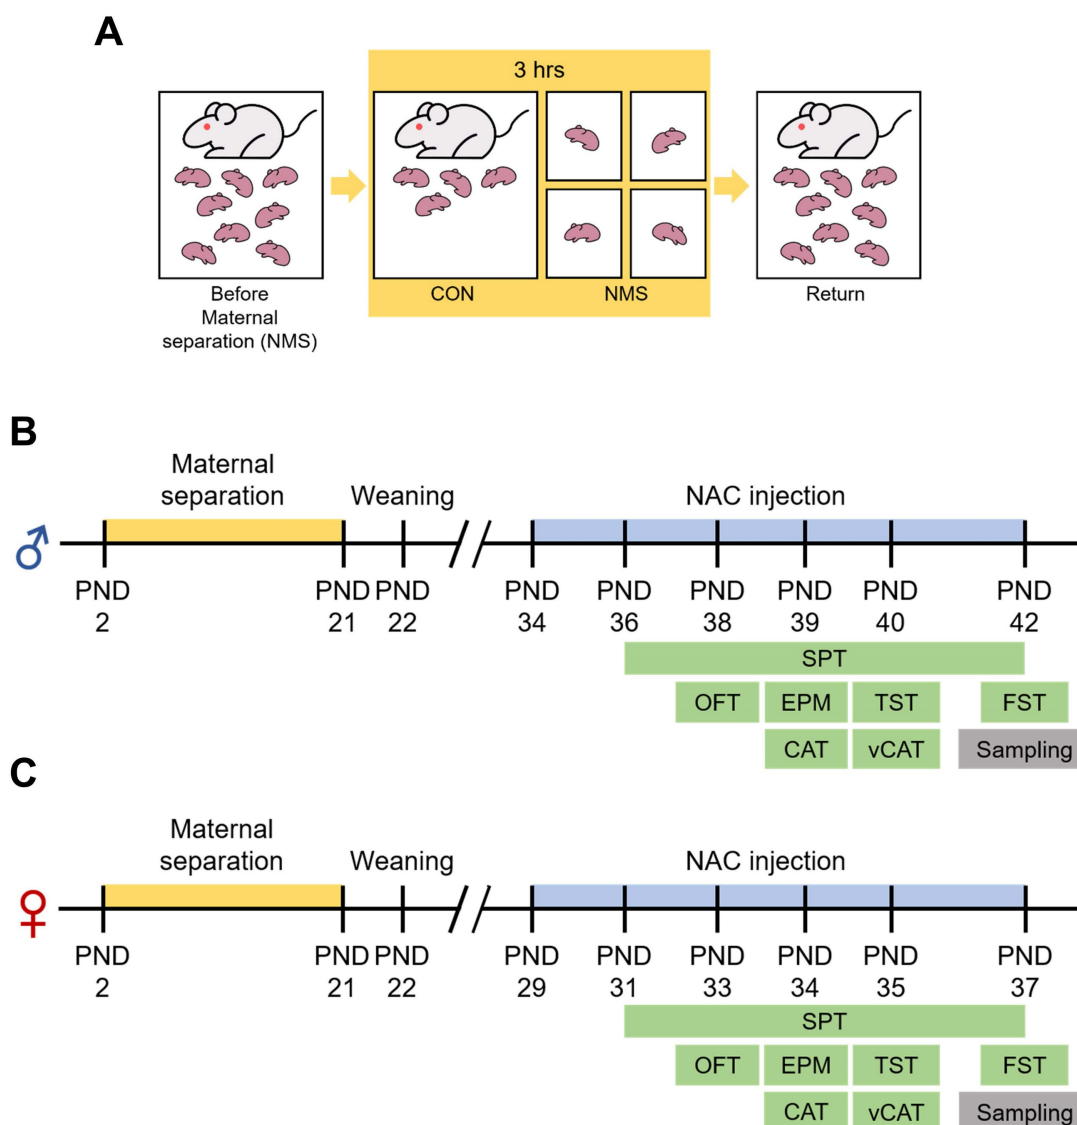 A
3 hrs
Before
Maternal
separation (NMS)
CON
NMS
Return
B
Maternal
separation
Weaning
NAC injection
PND PND PND PND PND PND PND PND PND
2 21 22 34 36 38 39 40 42
SPT
OFT EPM TST FST
CAT vCAT Sampling
C
Maternal
separation
Weaning
NAC injection
PND PND PND PND PND PND PND PND PND
2 21 22 29 31 33 34 35 37
SPT
OFT EPM TST FST
CAT vCAT Sampling